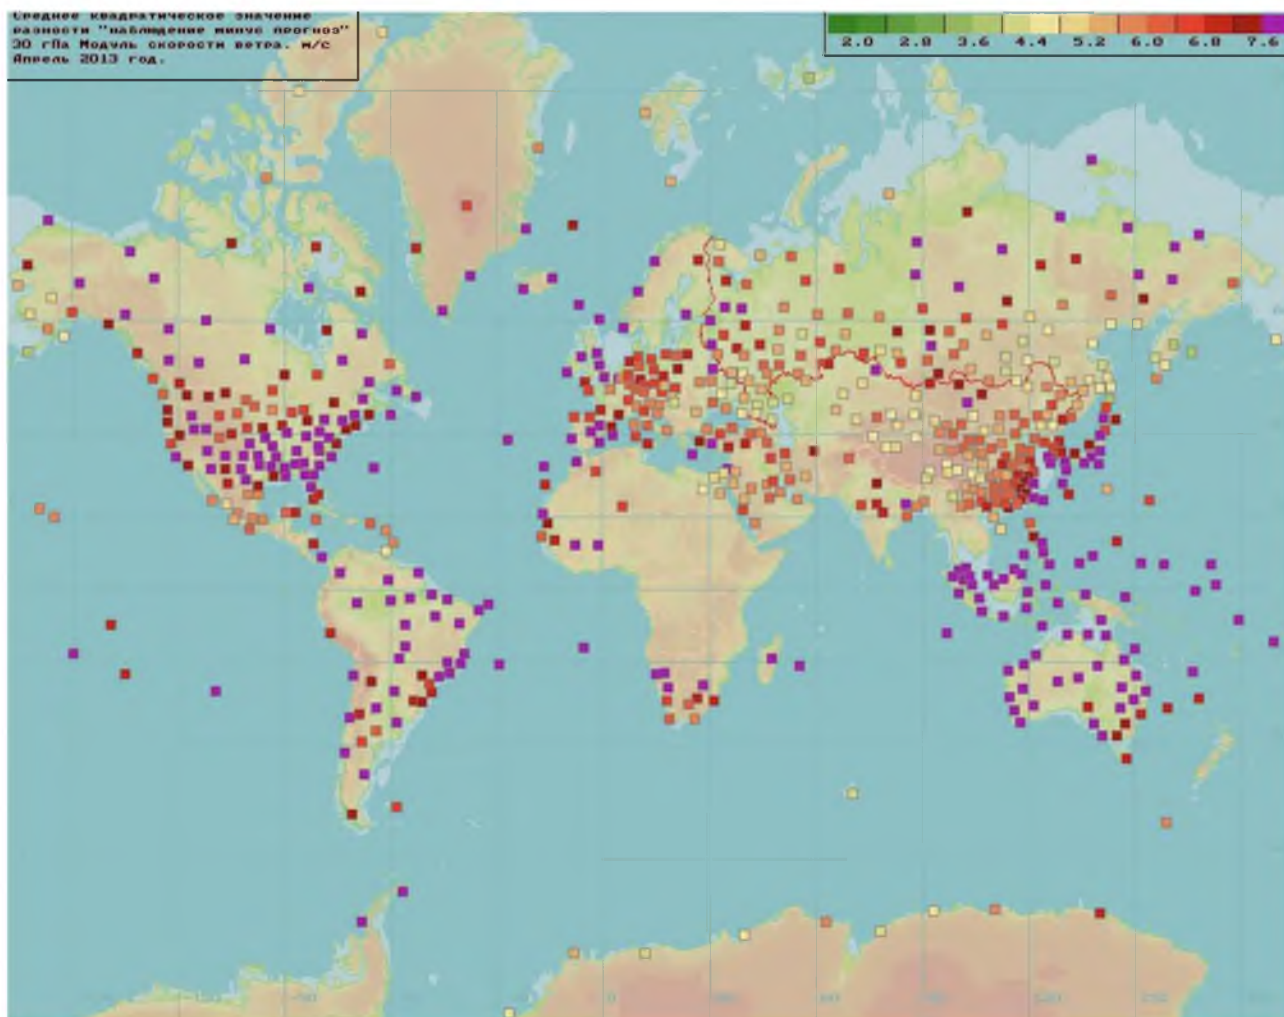 Среднее квадратическое значение
разности "наблюдение минус прогноз"
30 гПа Модуль скорости ветра. м/с
Апрель 2013 год.
2.0 2.8 3.6 4.4 5.2 6.0 6.8 7.6
0